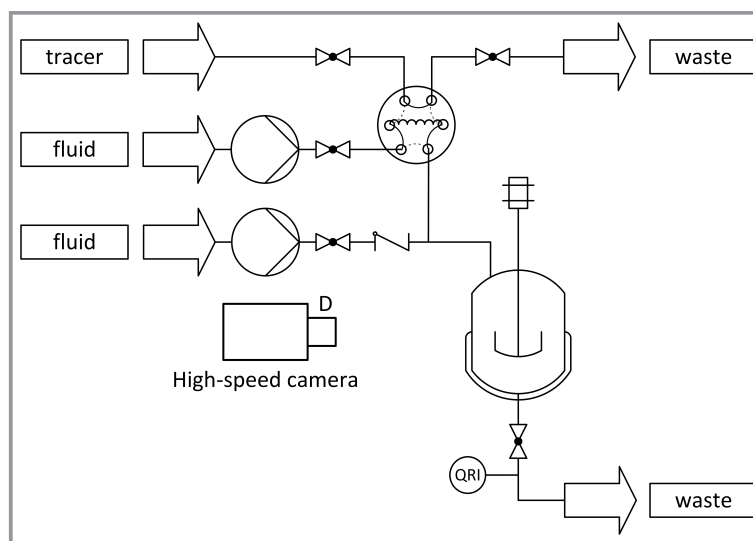 tracer
waste
fluid
fluid
D
High-speed camera
QRI
waste